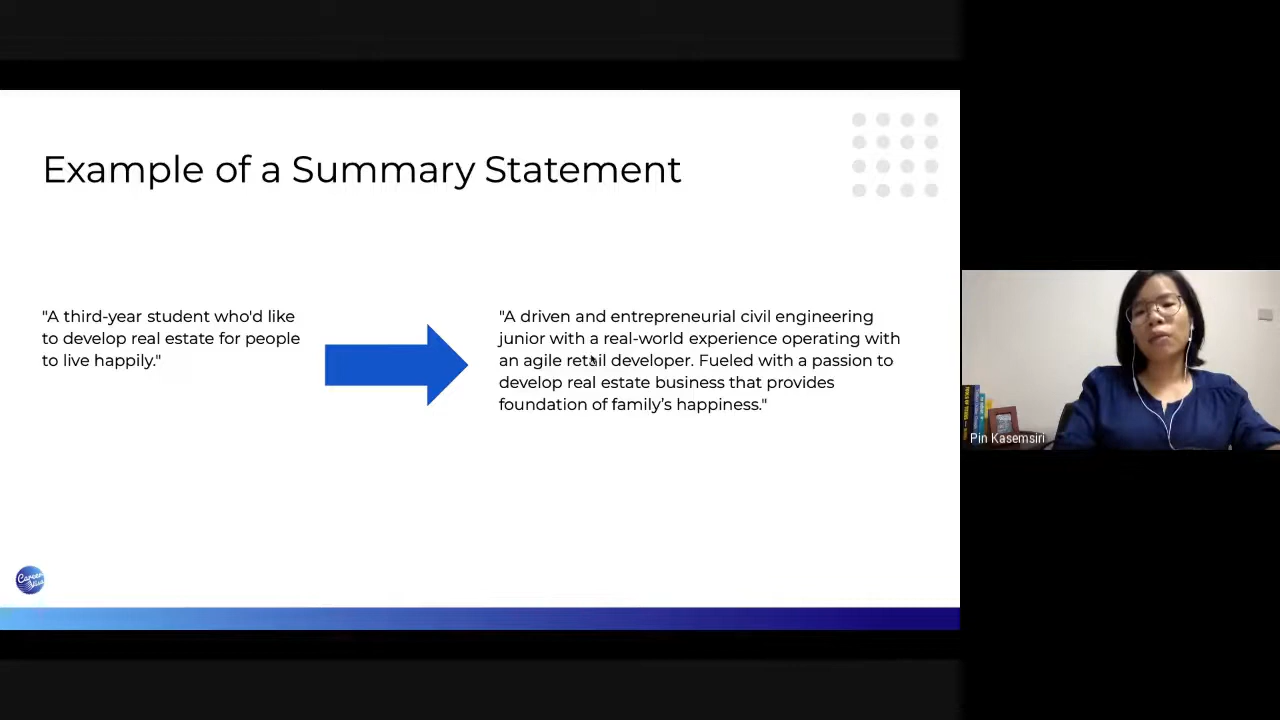 Example of a Summary Statement
"A third-year student who'd like
to develop real estate for people
to live happily."
"A driven and entrepreneurial civil engineering
junior with a real-world experience operating with
an agile retail developer. Fueled with a passion to
develop real estate business that provides
foundation of family’s happiness."
Career
Visa
Pin Kasemsiri